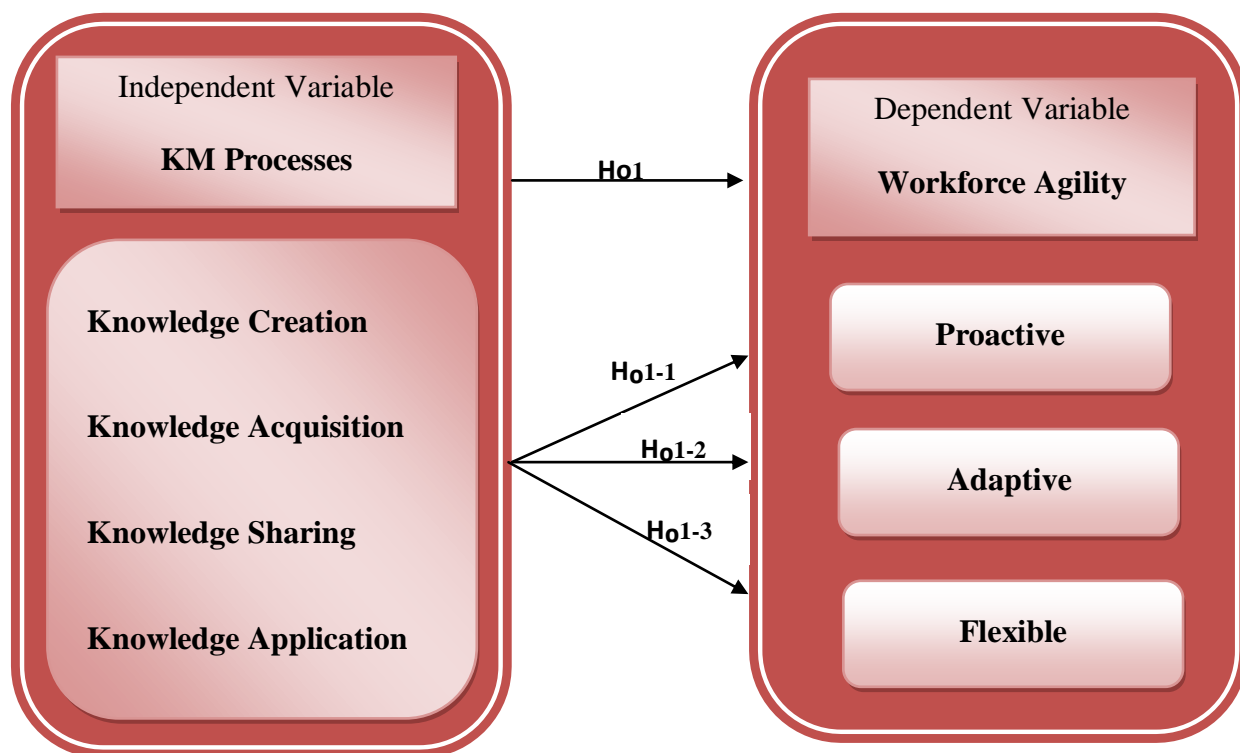 Independent Variable
KM Processes
Knowledge Creation
Knowledge Acquisition
Knowledge Sharing
Knowledge Application
Ho1
Ho1-1
Ho1-2
Ho1-3
Dependent Variable
Workforce Agility
Proactive
Adaptive
Flexible